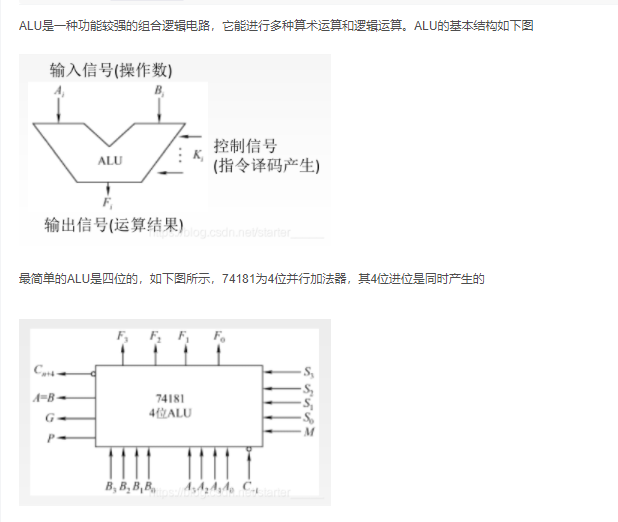 ALU是一种功能较强的组合逻辑电路，它能进行多种算术运算和逻辑运算。ALU的基本结构如下图
输入信号(操作数)
Ai Bi
ALU
Ki
控制信号
(指令译码产生)
Fi
输出信号(运算结果)
最简单的ALU是四位的，如下图所示，74181为4位并行加法器，其4位进位是同时产生的
F3 F2 F1 F0
Cn+4
A=B
G
P
74181
4位ALU
S3
S2
S1
S0
M
B3 B2 B1 B0 A3 A2 A1 A0 C-1